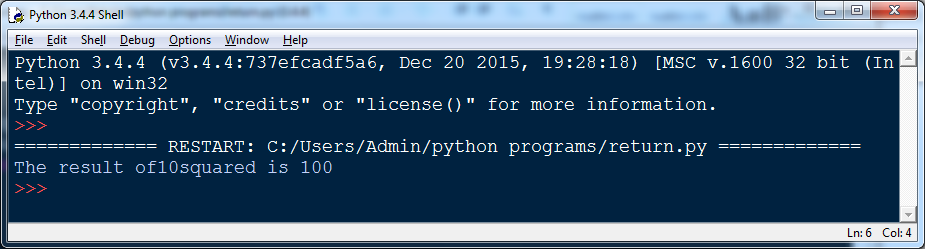 Python 3.4.4 Shell
File Edit Shell Debug Options Window Help
Python 3.4.4 (v3.4.4:737efcadf5a6, Dec 20 2015, 19:28:18) [MSC v.1600 32 bit (In
tel)] on win32
Type "copyright", "credits" or "license()" for more information.
>>>
============= RESTART: C:/Users/Admin/python programs/return.py =============
The result of10squared is 100
>>>
Ln: 6 Col: 4